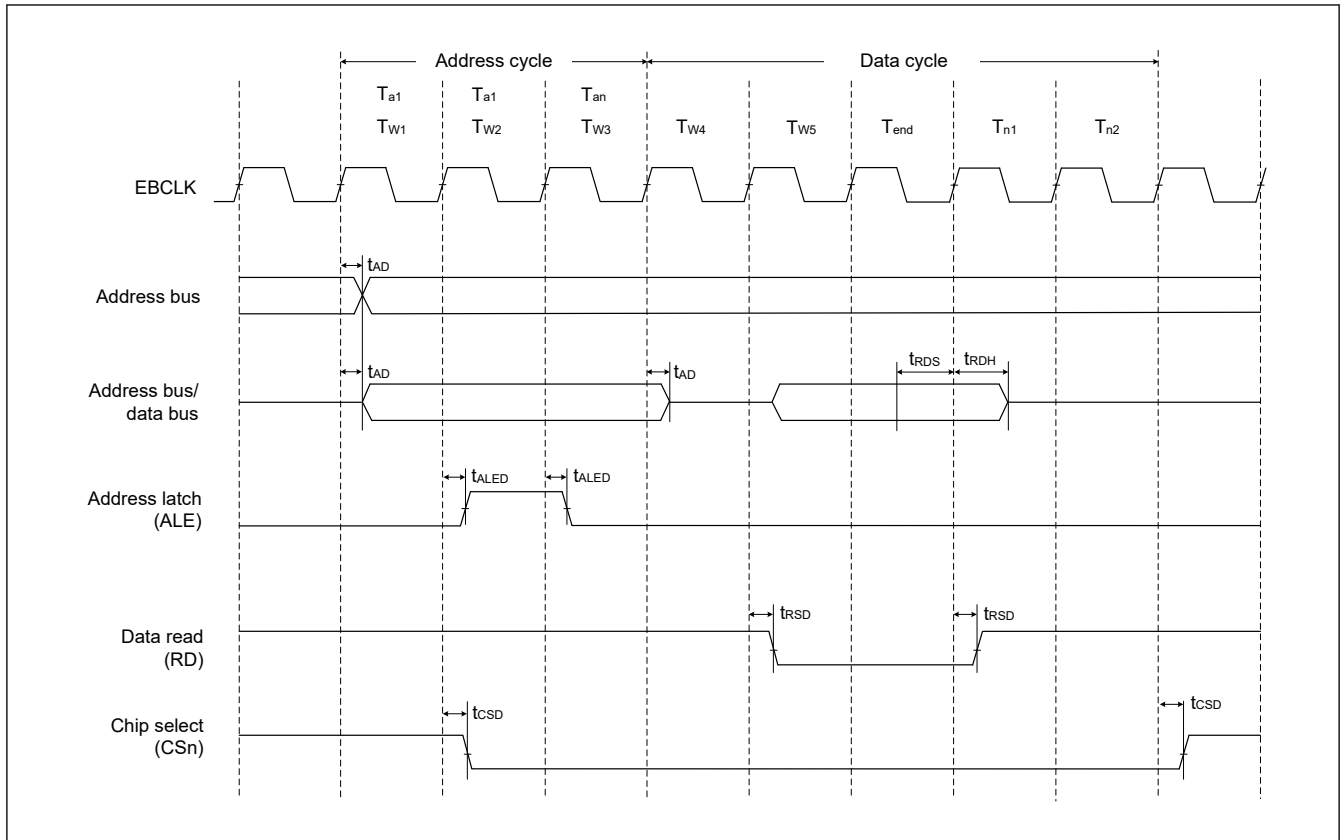 Address cycle Data cycle
Ta1 Ta1 Tan
TW1 TW2 TW3 TW4 TW5 Tend Tn1 Tn2
EBCLK
tAD
Address bus
tRDS tRDH
tAD tAD
Address bus/
data bus
tALED tALED
Address latch
(ALE)
tRSD tRSD
Data read
(RD)
tCSD tCSD
Chip select
(CSn)